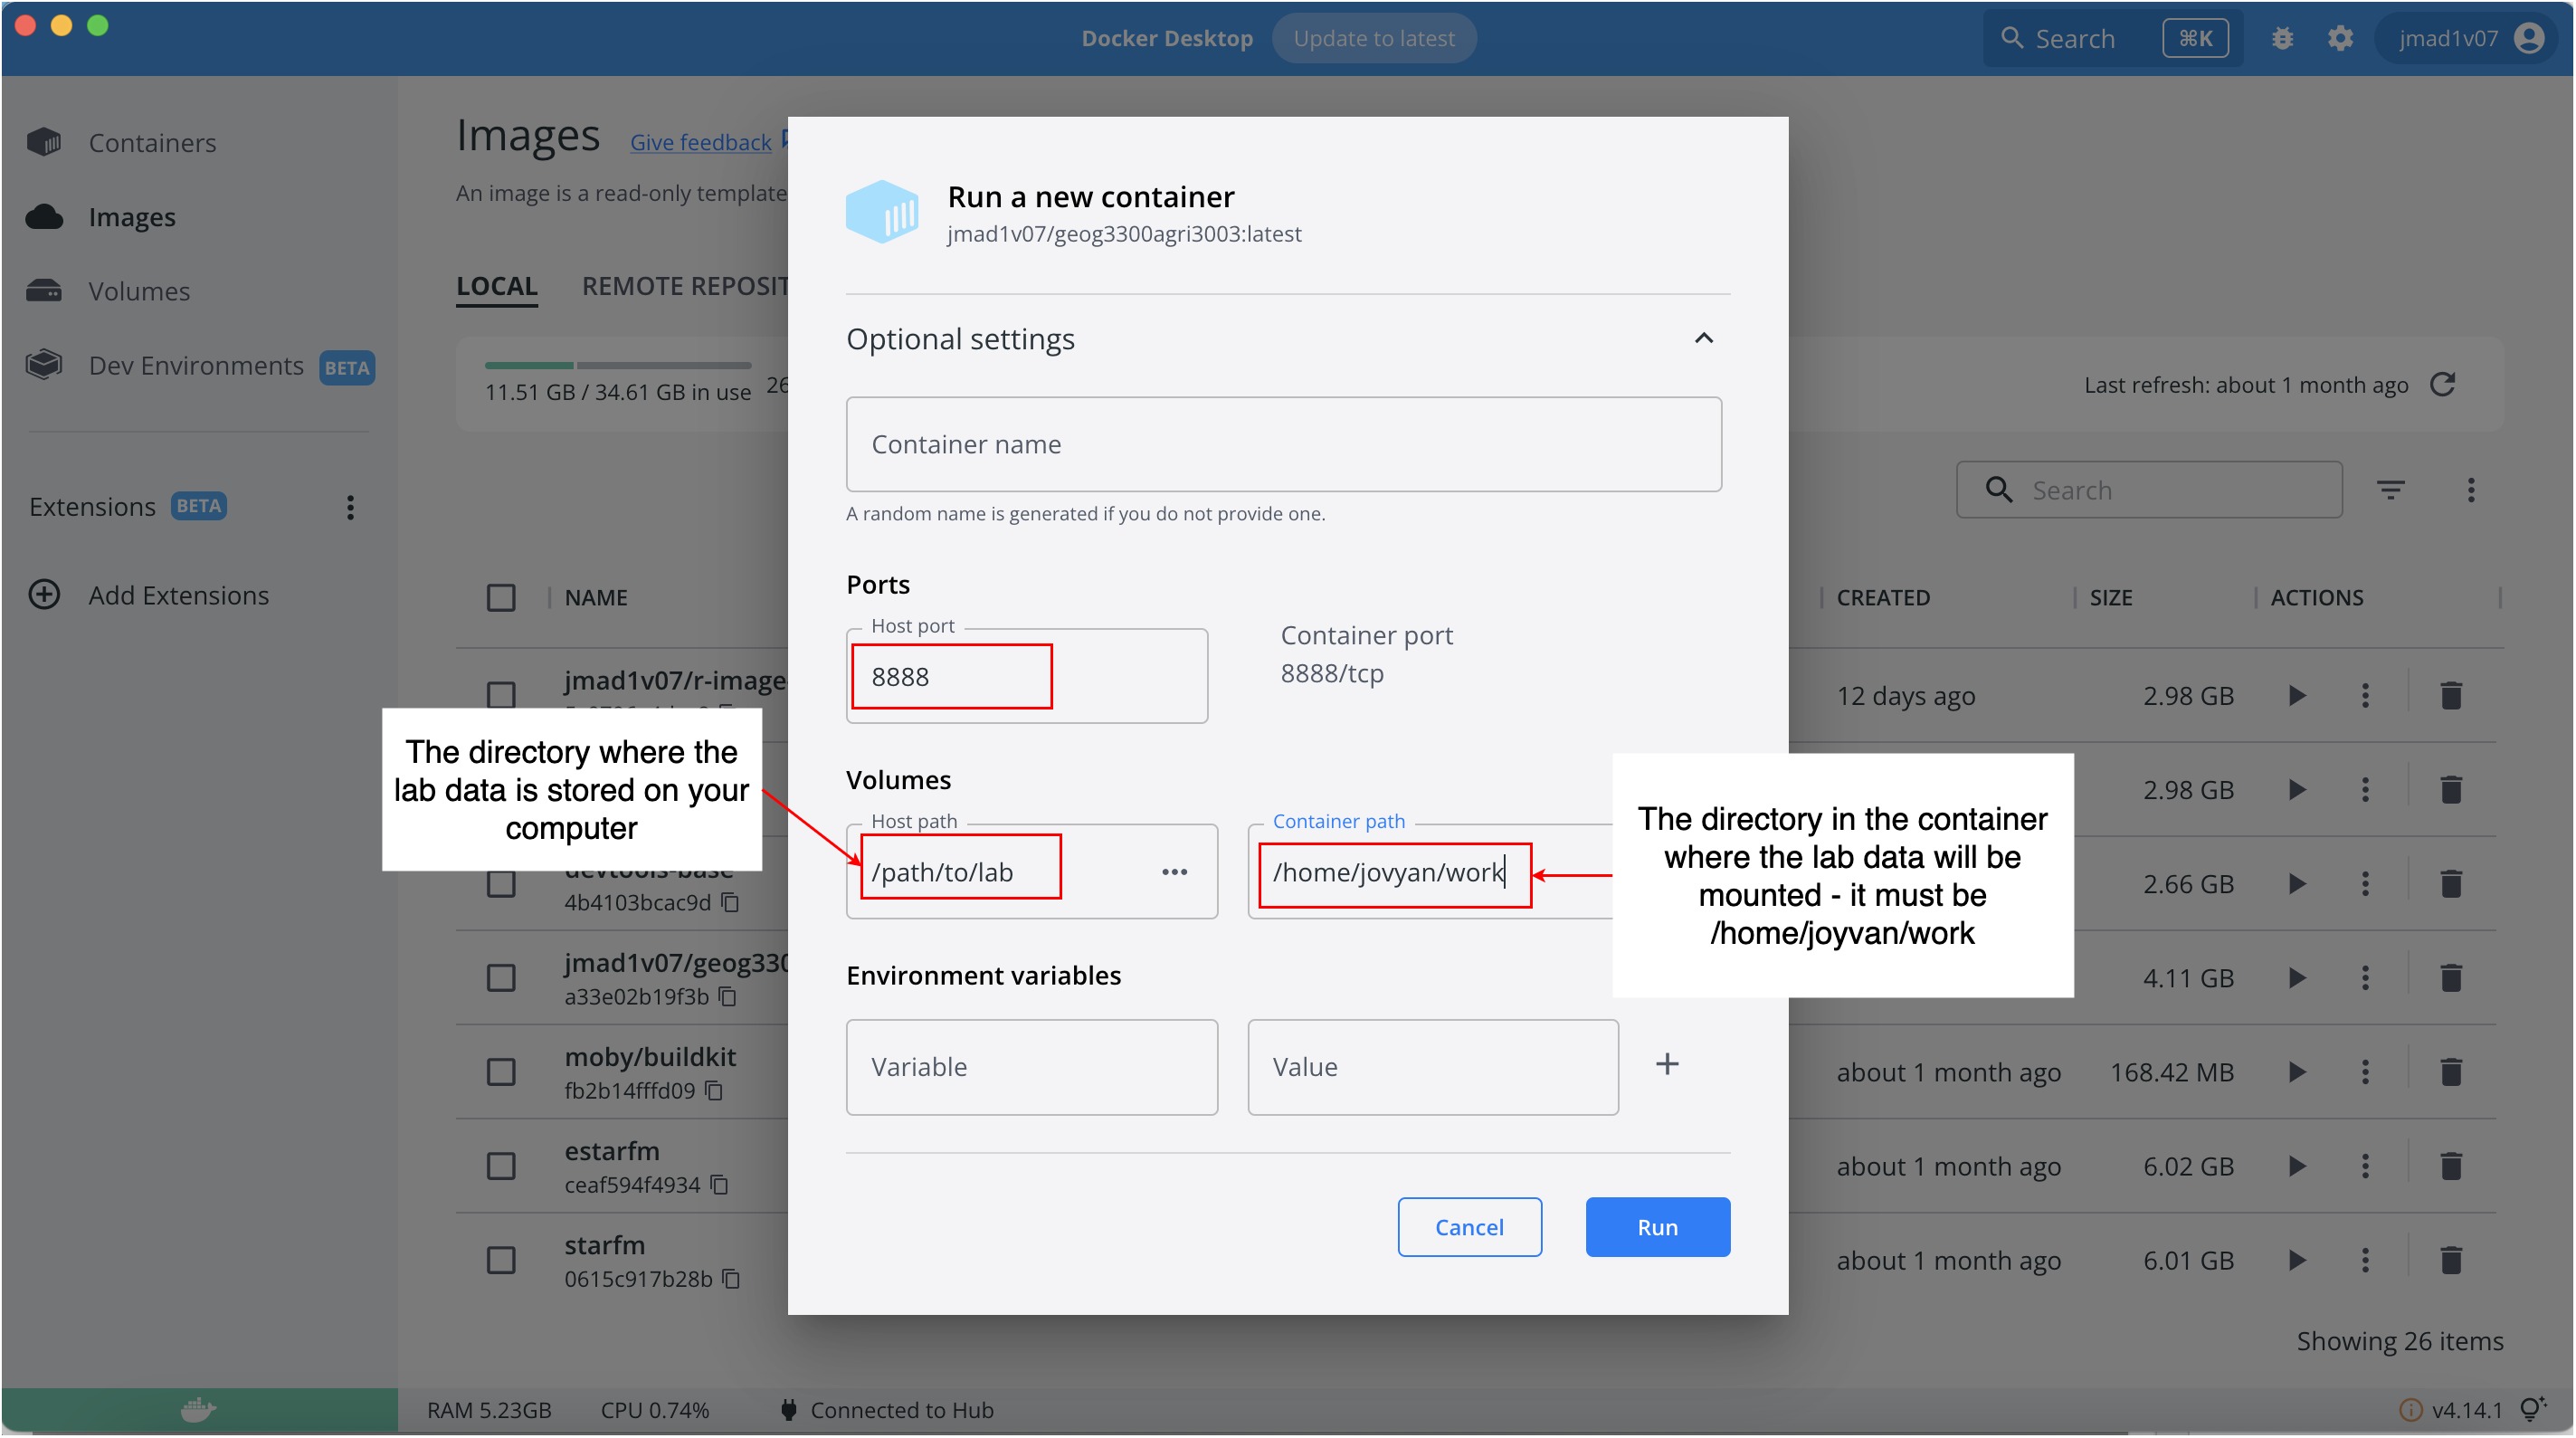 Docker Desktop
Update to latest
Search
⌘K
jmad1v07
Containers
Images
Volumes
Dev Environments BETA
Extensions BETA
Add Extensions
Images
Give feedback
An image is a read-only template
LOCAL
REMOTE REPOSIT
11.51 GB / 34.61 GB in use
26
Last refresh: about 1 month ago
Search
NAME
CREATED
SIZE
ACTIONS
jmad1v07/r-image-
12 days ago
2.98 GB
2.98 GB
devtools-base
4b4103bcac9d
2.66 GB
jmad1v07/geog330
a33e02b19f3b
4.11 GB
moby/buildkit
fb2b14fffd09
about 1 month ago
168.42 MB
estarfm
ceaf594f4934
about 1 month ago
6.02 GB
starfm
0615c917b28b
about 1 month ago
6.01 GB
Showing 26 items
Run a new container
jmad1v07/geog3300agri3003:latest
Optional settings
Container name
A random name is generated if you do not provide one.
Ports
Host port
8888
Container port
8888/tcp
Volumes
Host path
/path/to/lab
Container path
/home/jovyan/work
Environment variables
Variable
Value
Cancel
Run
The directory where the
lab data is stored on your
computer
The directory in the container
where the lab data will be
mounted - it must be
/home/joyvan/work
RAM 5.23GB
CPU 0.74%
Connected to Hub
v4.14.1